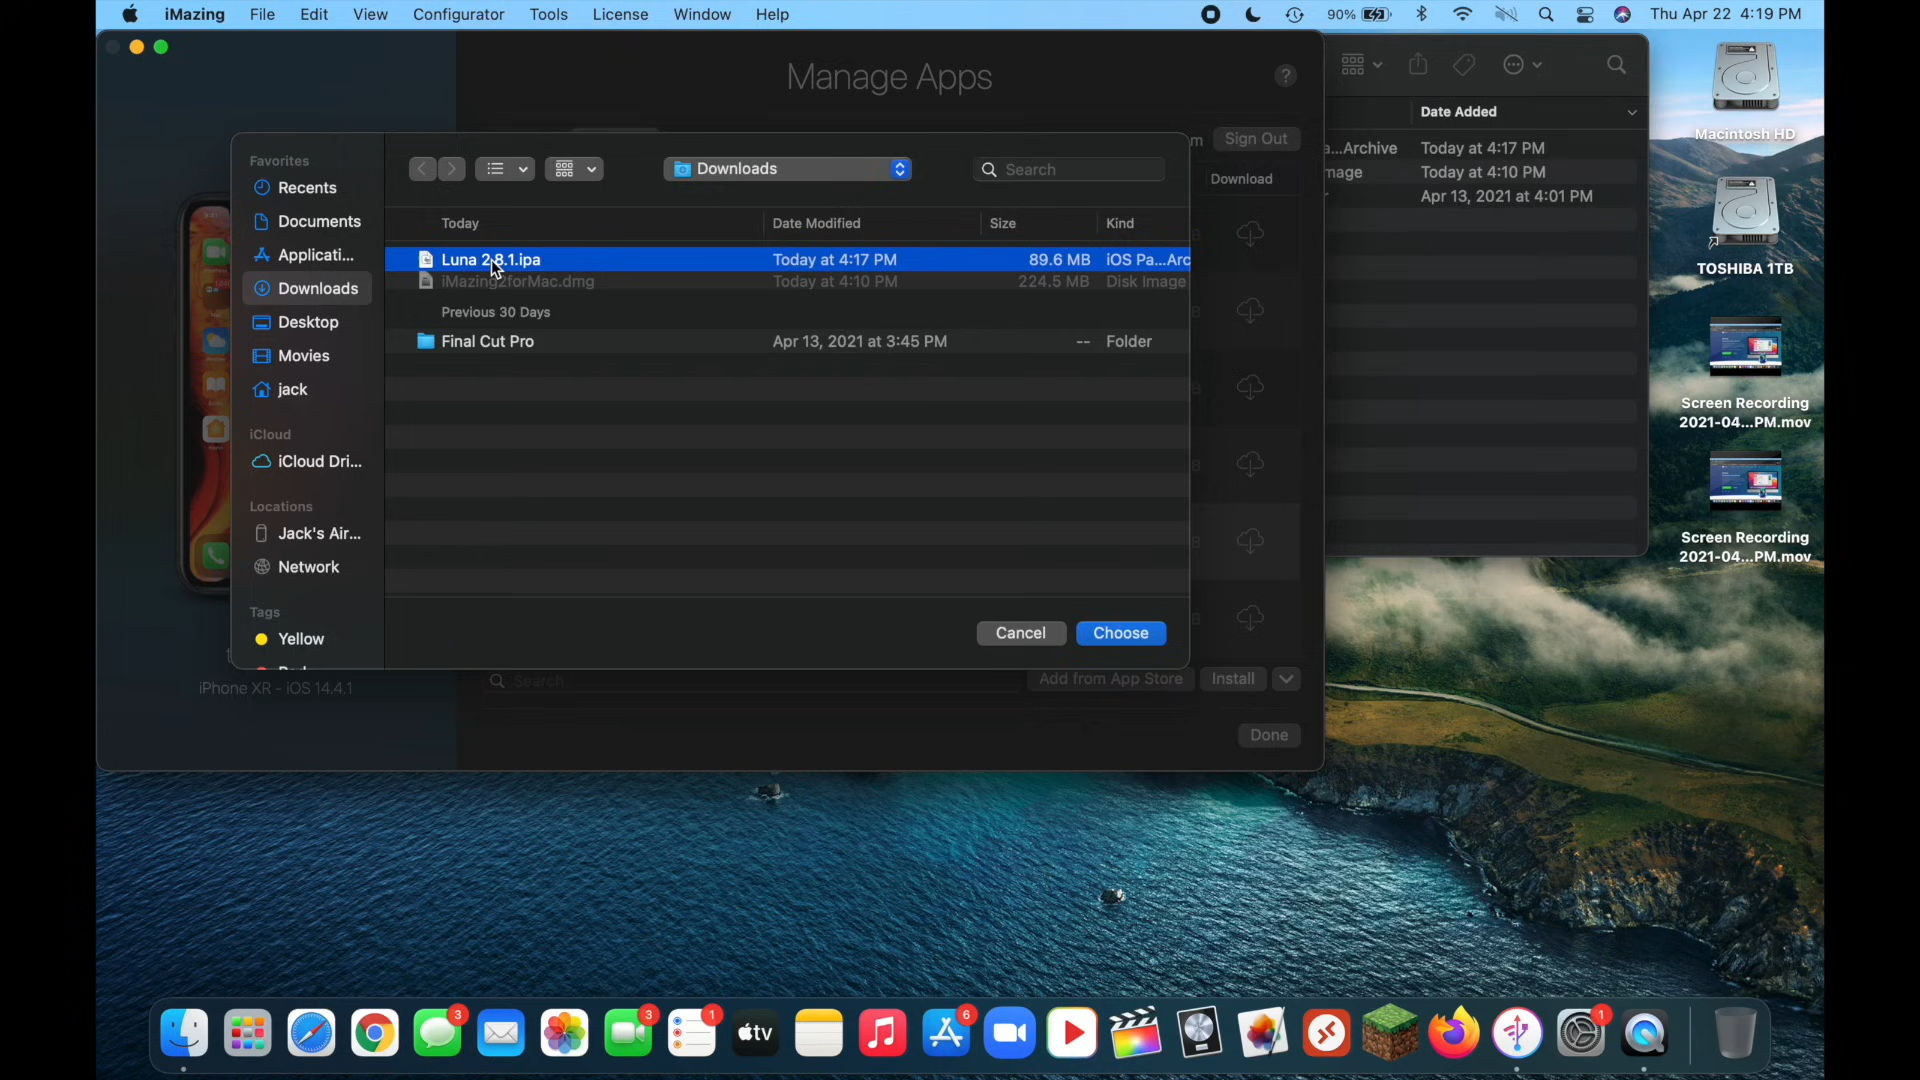 iMazing File Edit View Configurator Tools License Window Help
90% Thu Apr 22 4:19 PM
Manage Apps
?
Sign Out
Download
Favorites
Recents
Documents
Applicati...
Downloads
Desktop
Movies
jack
iCloud
iCloud Dri...
Locations
Jack's Air...
Network
Tags
Yellow
Downloads
Search
Today Date Modified Size Kind
Luna 2.8.1.ipa Today at 4:17 PM 89.6 MB iOS Pa...Arc
iMazing2forMac.dmg Today at 4:10 PM 224.5 MB Disk Image
Previous 30 Days
Final Cut Pro Apr 13, 2021 at 3:45 PM -- Folder
Cancel Choose
Search
Add from App Store Install
Done
iPhone XR - iOS 14.4.1
Date Added
...Archive Today at 4:17 PM
mage Today at 4:10 PM
Apr 13, 2021 at 4:01 PM
Macintosh HD
TOSHIBA 1TB
Screen Recording
2021-04...PM.mov
Screen Recording
2021-04...PM.mov
3
3
1
tv
6
1